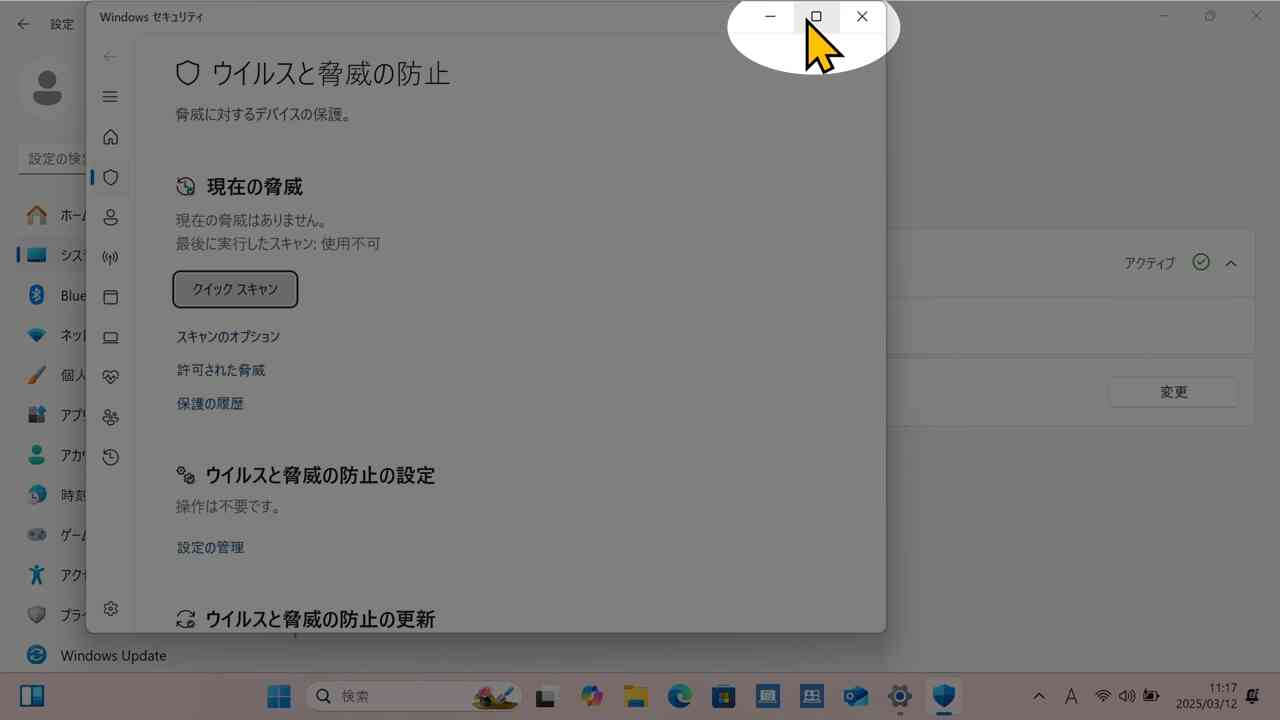 設定
Windows セキュリティ
ウイルスと脅威の防止
脅威に対するデバイスの保護。
設定の検
現在の脅威
現在の脅威はありません。
最後に実行したスキャン: 使用不可
クイック スキャン
スキャンのオプション
許可された脅威
保護の履歴
ウイルスと脅威の防止の設定
操作は不要です。
設定の管理
ウイルスと脅威の防止の更新
ホー
シス
Blue
ネッ
個人
アプ
アカ
時刻
ゲー
アク
プラ
Windows Update
アクティブ
変更
検索
A
11:17
2025/03/12